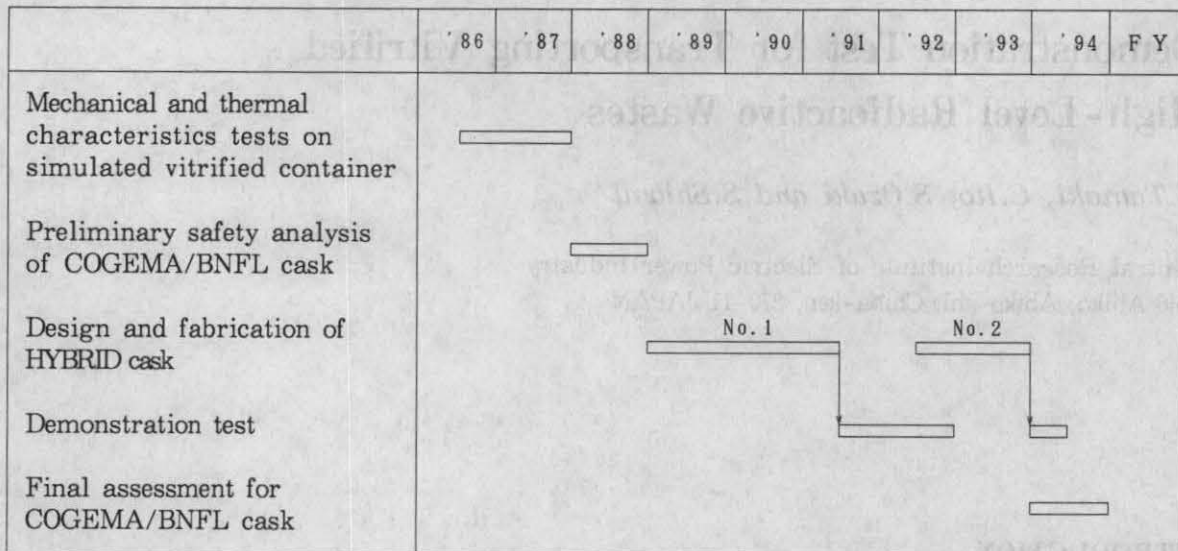 '86 '87 '88 '89 '90 '91 '92 '93 '94 FY
Mechanical and thermal
characteristics tests on
simulated vitrified container
Preliminary safety analysis
of COGEMA/BNFL cask
Design and fabrication of
HYBRID cask
No.1 No.2
Demonstration test
Final assessment for
COGEMA/BNFL cask